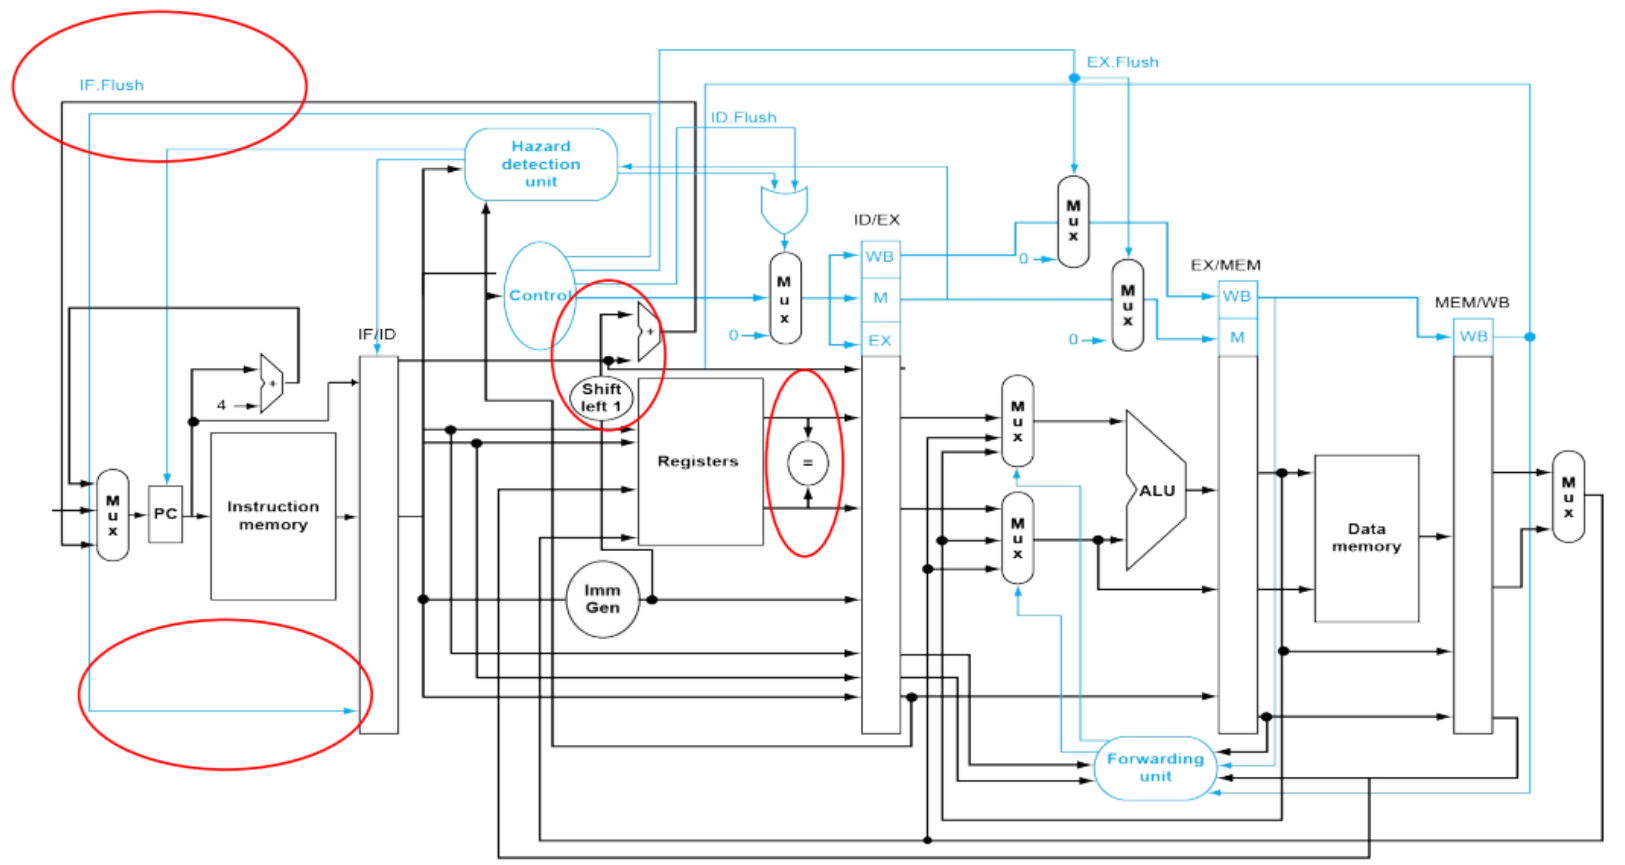 IF.Flush
EX.Flush
ID.Flush
Hazard
detection
unit
M
u
x
ID/EX
0
WB
EX/MEM
M
u
x
Control
M
u
x
M
WB
MEM/WB
+
IF/ID
0
EX
0
M
WB
+
4
Shift
left 1
M
u
x
Registers
=
M
u
x
PC
Instruction
memory
ALU
M
u
x
Data
memory
M
u
x
Imm
Gen
Forwarding
unit